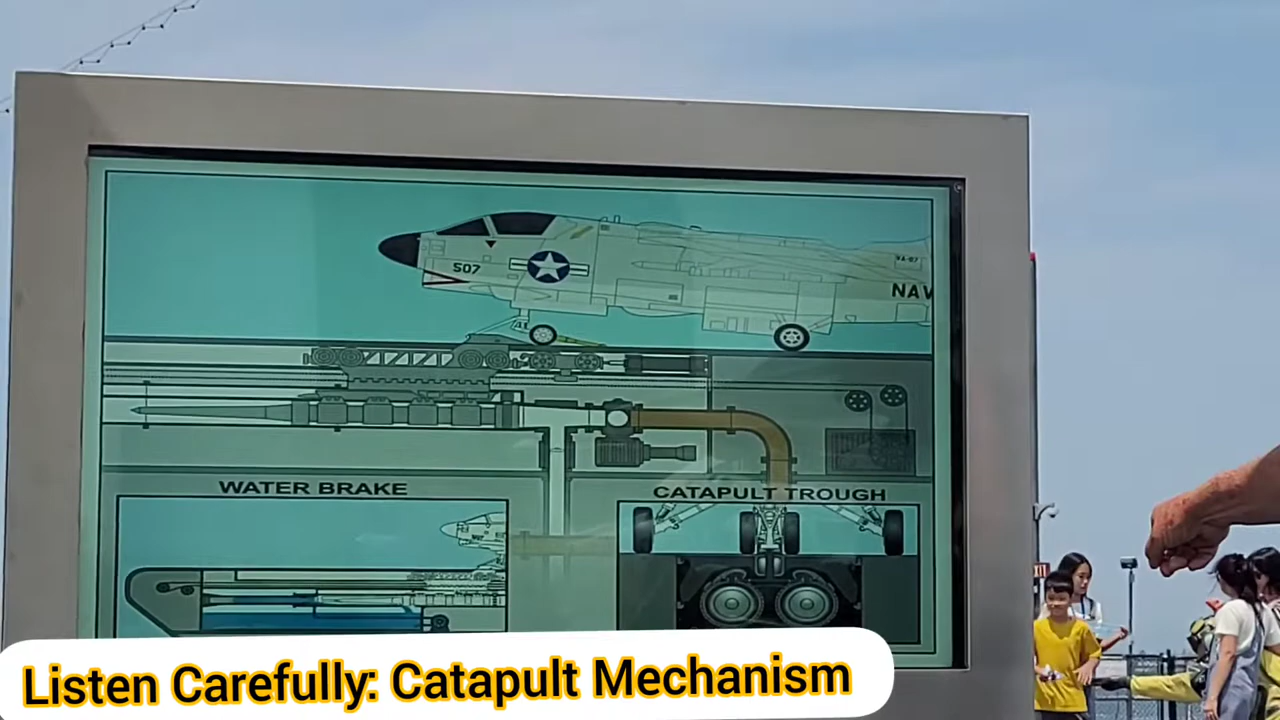 507
NAV
WATER BRAKE
CATAPULT TROUGH
Listen Carefully: Catapult Mechanism